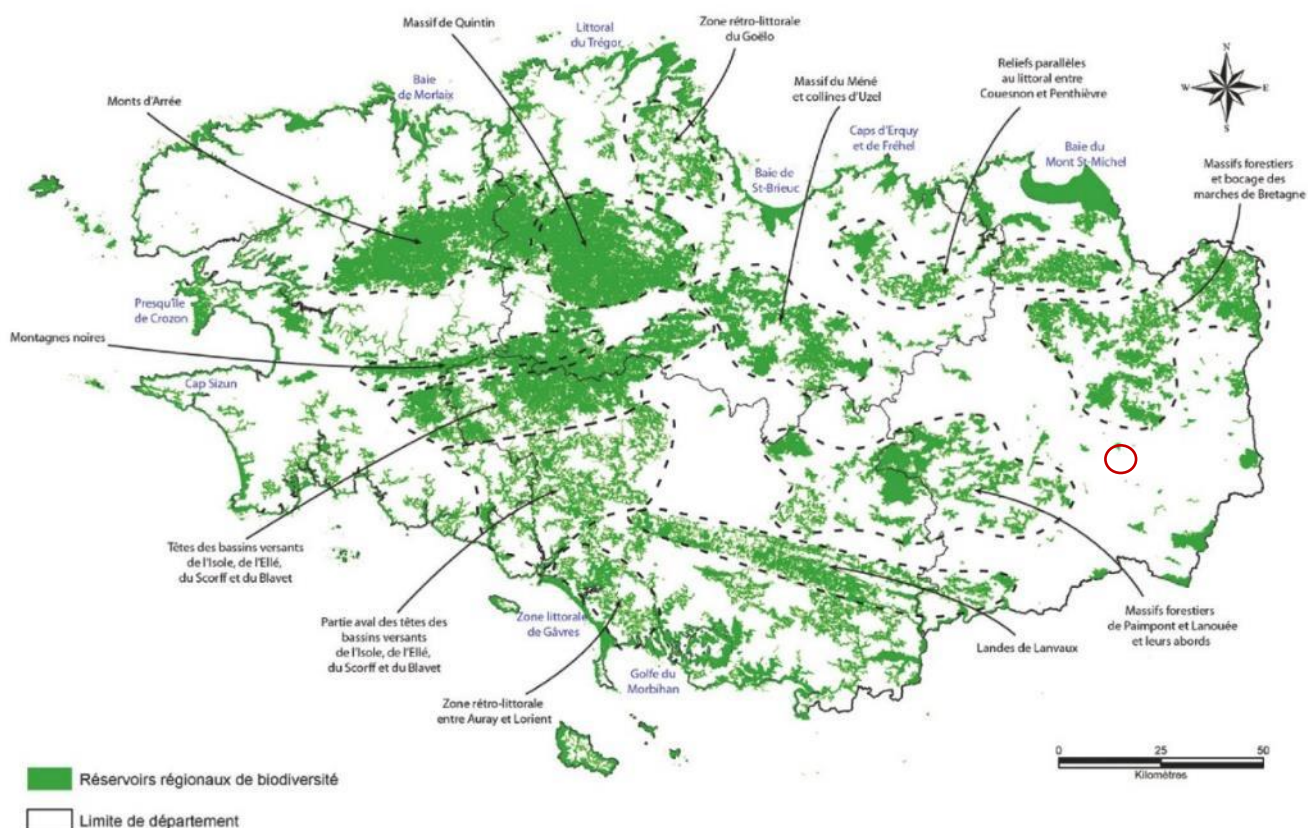 Massif de Quintin
Littoral
du Trégor
Zone rétro-littorale
du Goëlo
Baie
de Morlaix
Monts d'Arrée
Massif du Méné
et collines d'Uzel
Reliefs parallèles
au littoral entre
Couesnon et Penthièvre
N
W
E
S
Caps d'Erquy
et de Fréhel
Baie du
Mont St-Michel
Massifs forestiers
et bocage des
marches de Bretagne
Baie de
St-Brieuc
Presqu'île
de Crozon
Montagnes noires
Cap Sizun
Têtes des bassins versants
de l'Isole, de l'Ellé,
du Scorff et du Blavet
Partie aval des têtes des
bassins versants
de l'Isole, de l'Ellé,
du Scorff et du Blavet
Zone littorale
de Gâvres
Golfe du
Morbihan
Zone rétro-littorale
entre Auray et Lorient
Landes de Lanvaux
Massifs forestiers
de Paimpont et Lanouée
et leurs abords
0
25
50
Kilomètres
Réservoirs régionaux de biodiversité
Limite de département